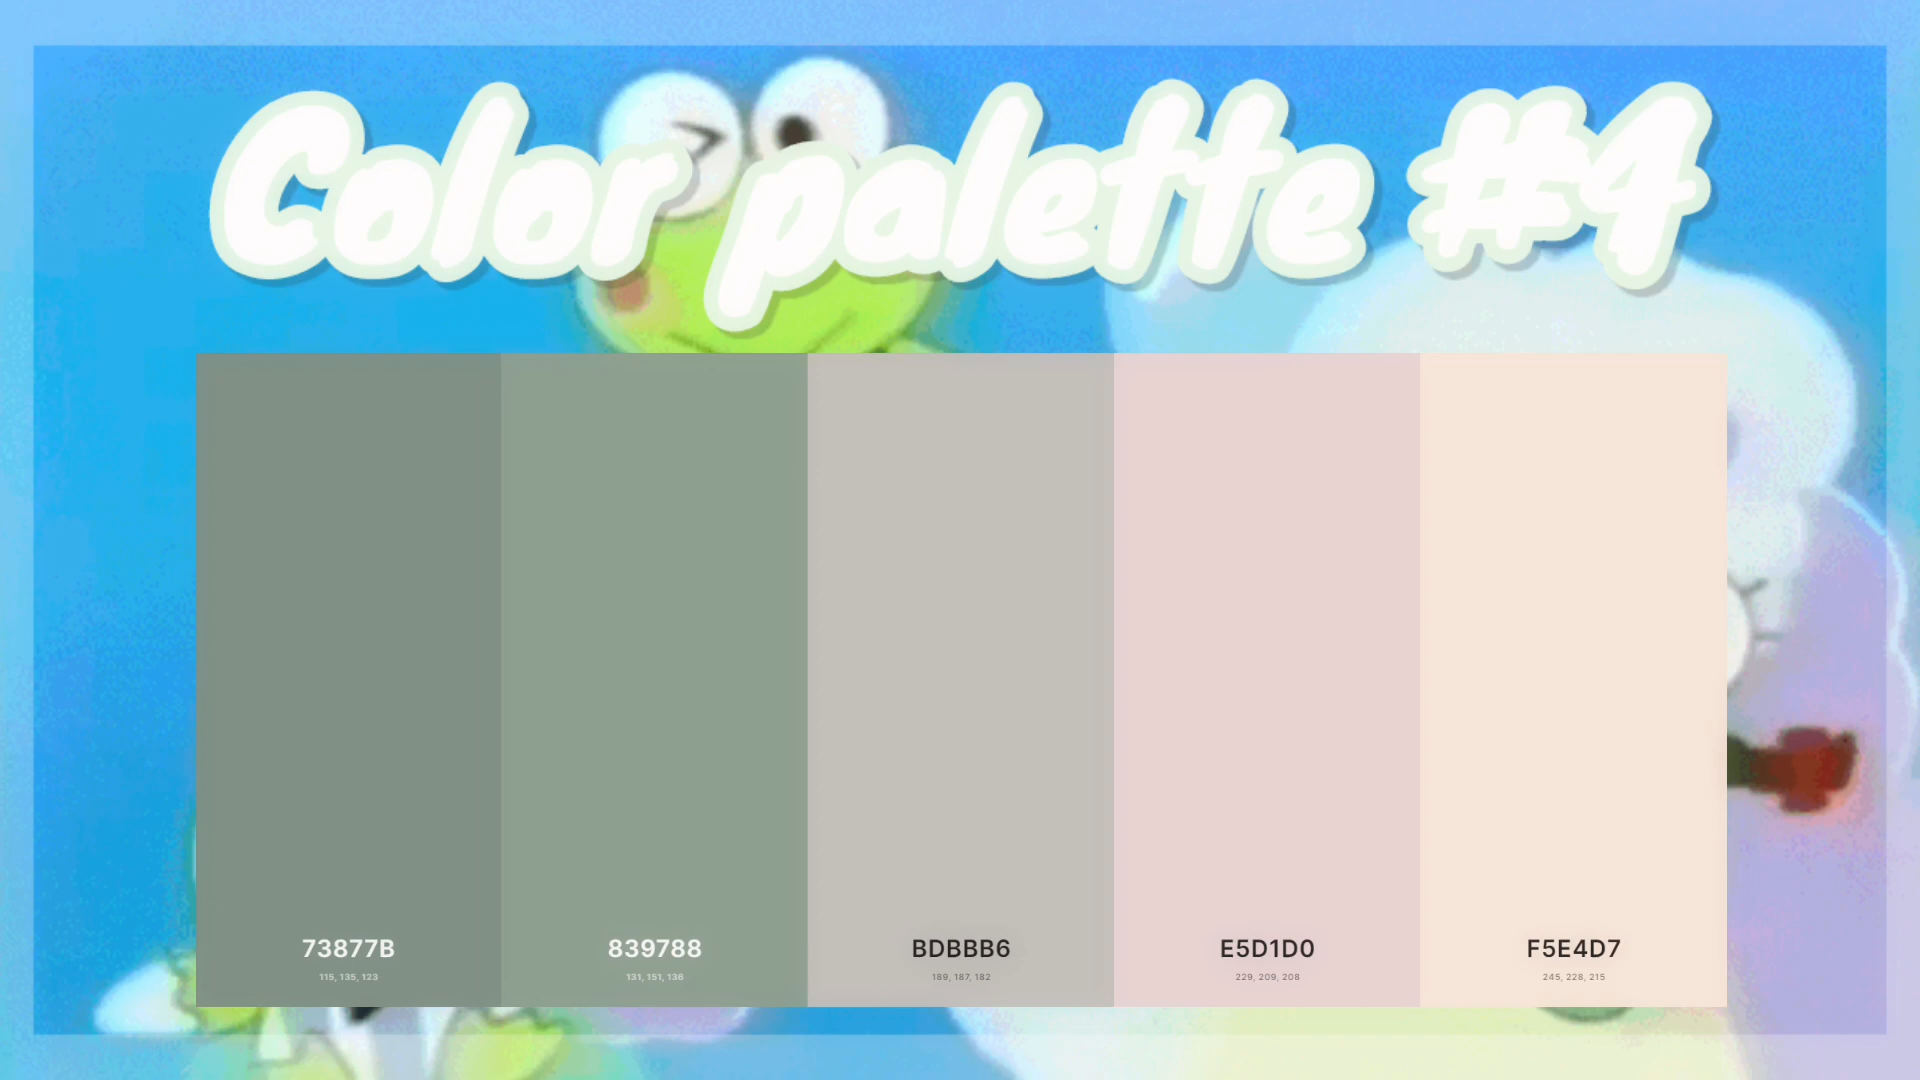 Color palette #4
73877B
115, 135, 123
839788
131, 151, 136
BDBBB6
189, 187, 182
E5D1D0
229, 209, 208
F5E4D7
245, 228, 215